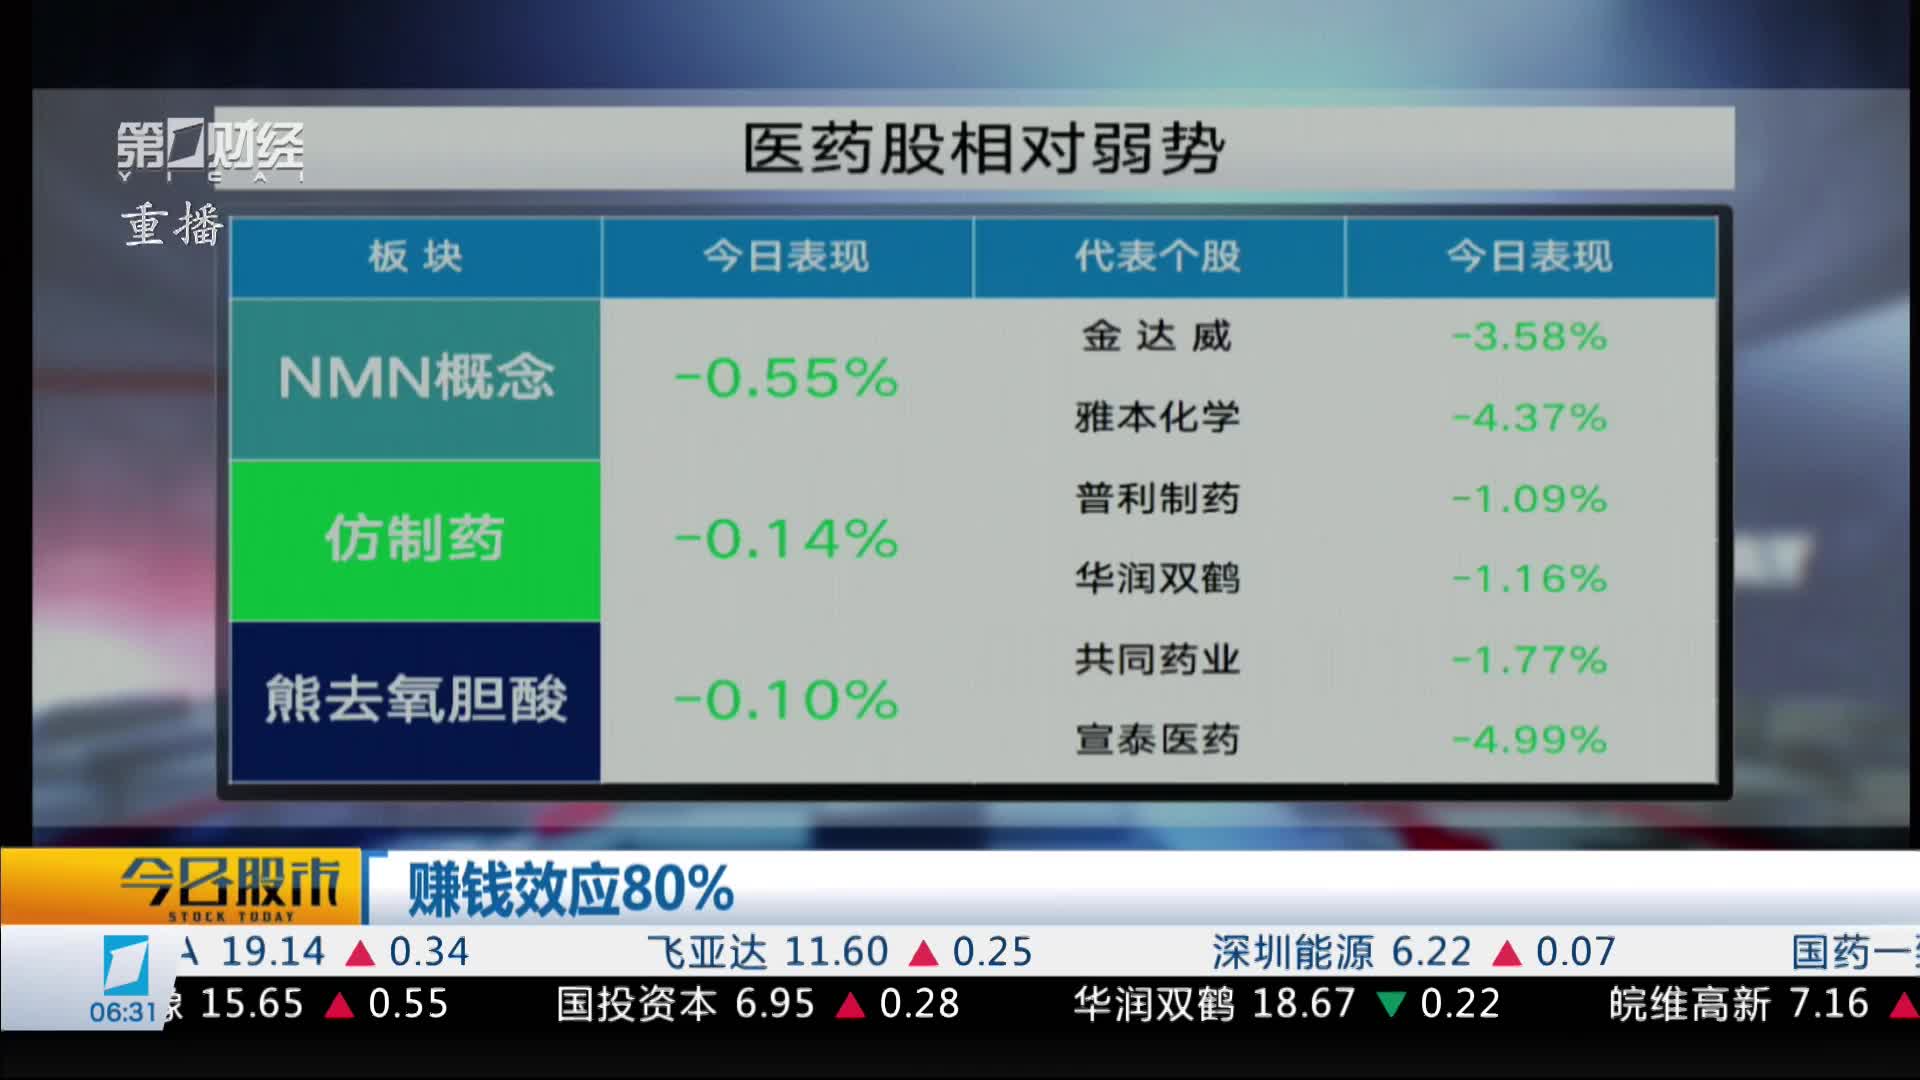 医药股相对弱势
第一财经
YICAI
重播
板块 今日表现 代表个股 今日表现
NMN概念 -0.55% 金达威 -3.58%
雅本化学 -4.37%
仿制药 -0.14% 普利制药 -1.09%
华润双鹤 -1.16%
熊去氧胆酸 -0.10% 共同药业 -1.77%
宣泰医药 -4.99%
今日股市
STOCK TODAY
赚钱效应80%
A 19.14 ▲ 0.34 飞亚达 11.60 ▲ 0.25 深圳能源 6.22 ▲ 0.07 国药一
06:31
15.65 ▲ 0.55 国投资本 6.95 ▲ 0.28 华润双鹤 18.67 ▼ 0.22 皖维高新 7.16 ▲